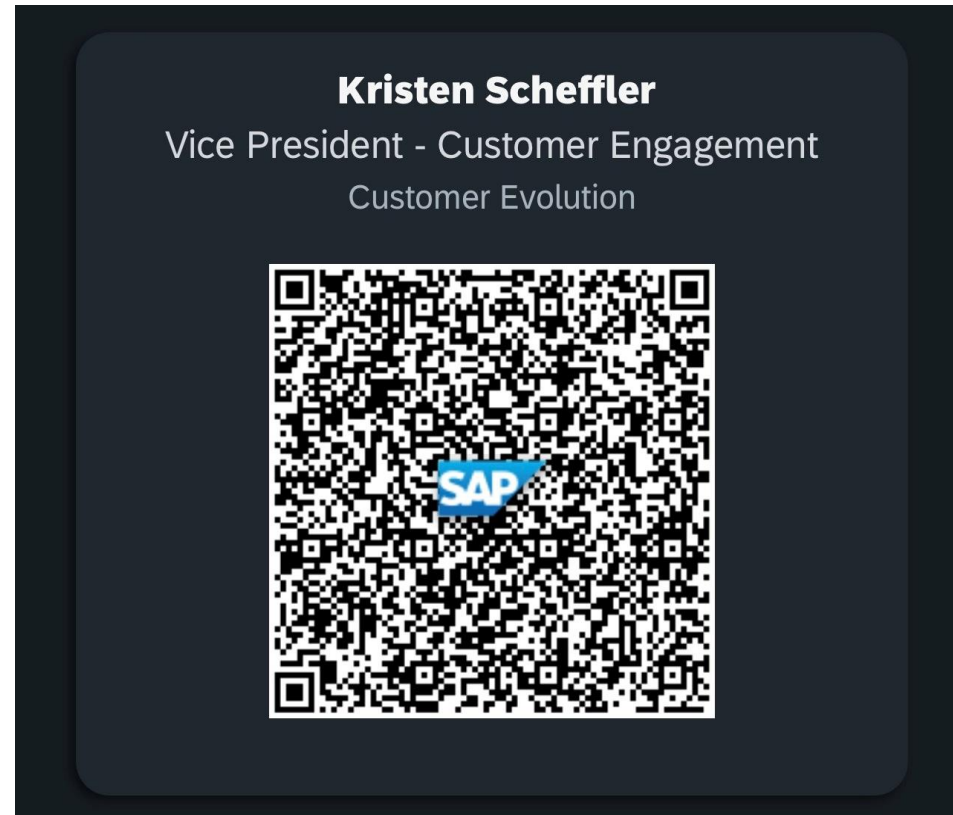 Kristen Scheffler
Vice President - Customer Engagement
Customer Evolution
SAP